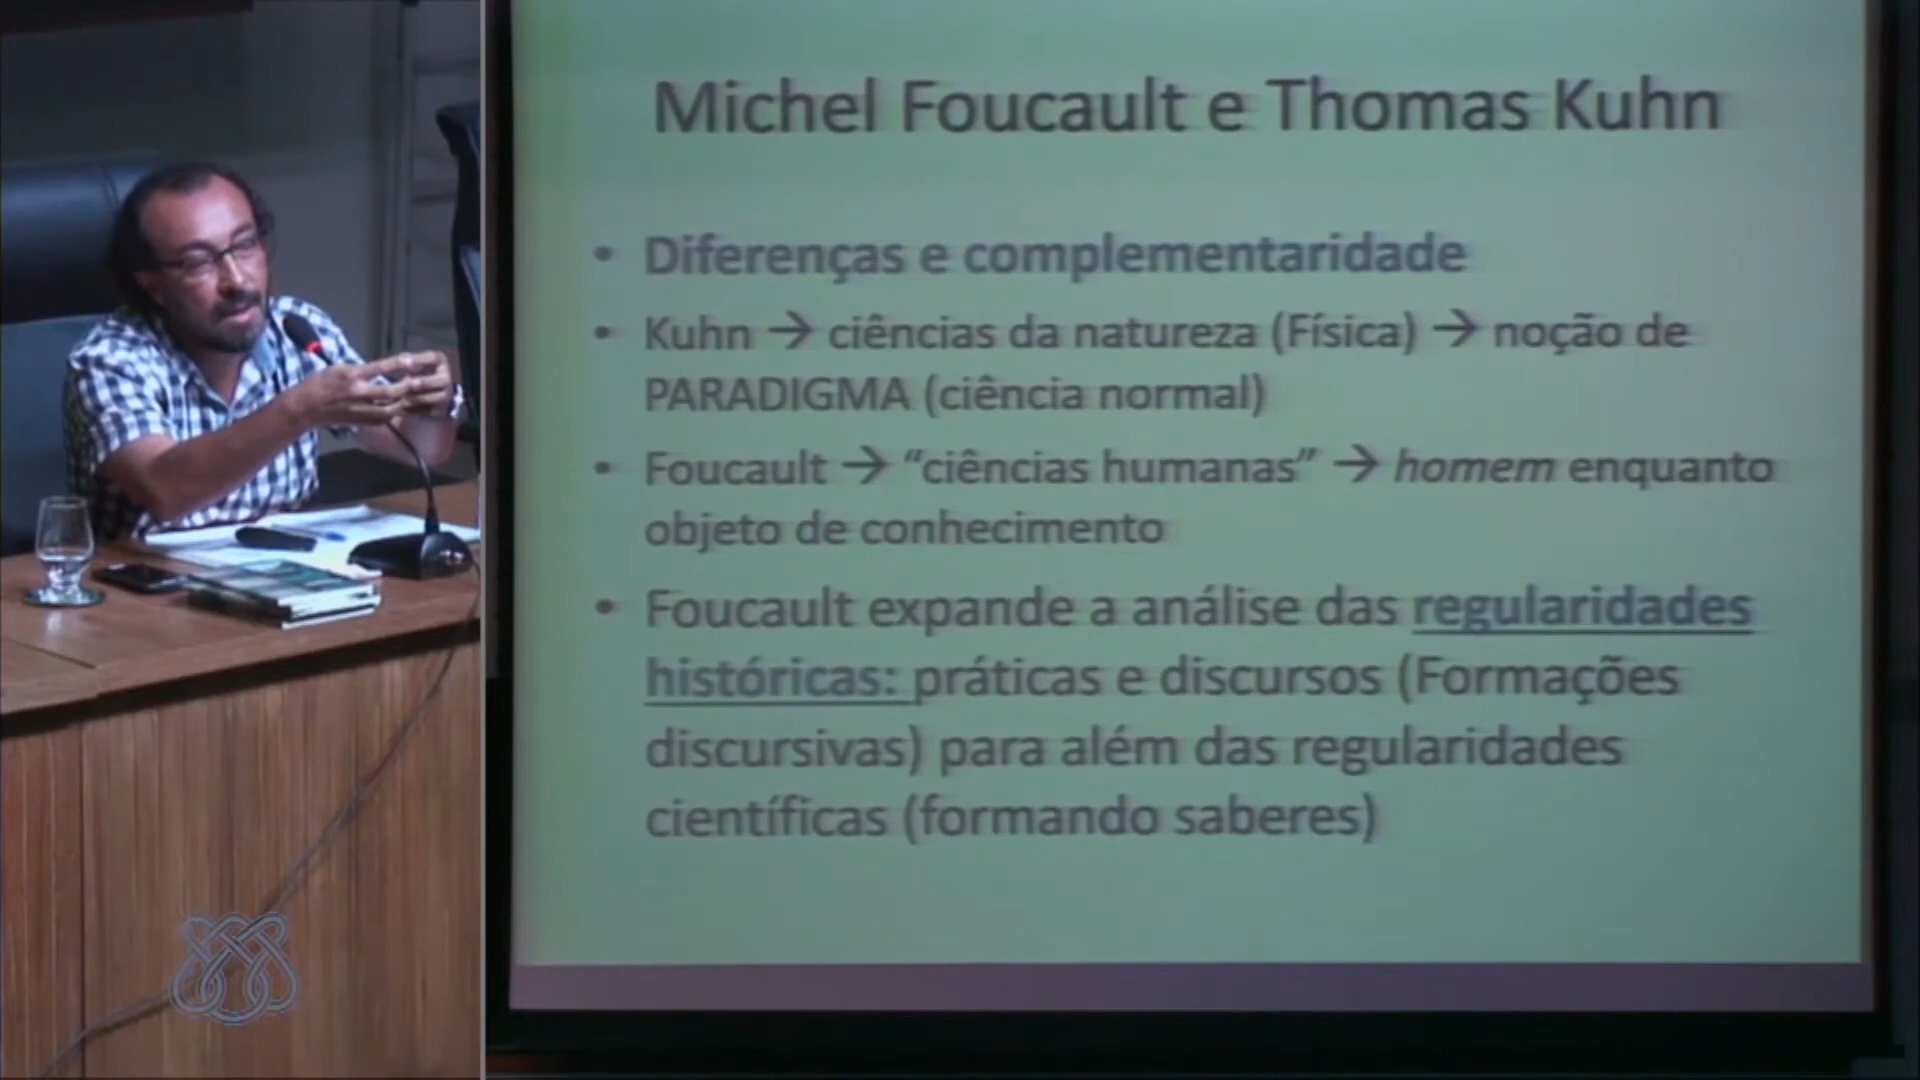 Michel Foucault e Thomas Kuhn
• Diferenças e complementaridade
• Kuhn → ciências da natureza (Física) → noção de
PARADIGMA (ciência normal)
• Foucault → “ciências humanas” → homem enquanto
objeto de conhecimento
• Foucault expande a análise das regularidades
históricas: práticas e discursos (Formações
discursivas) para além das regularidades
científicas (formando saberes)